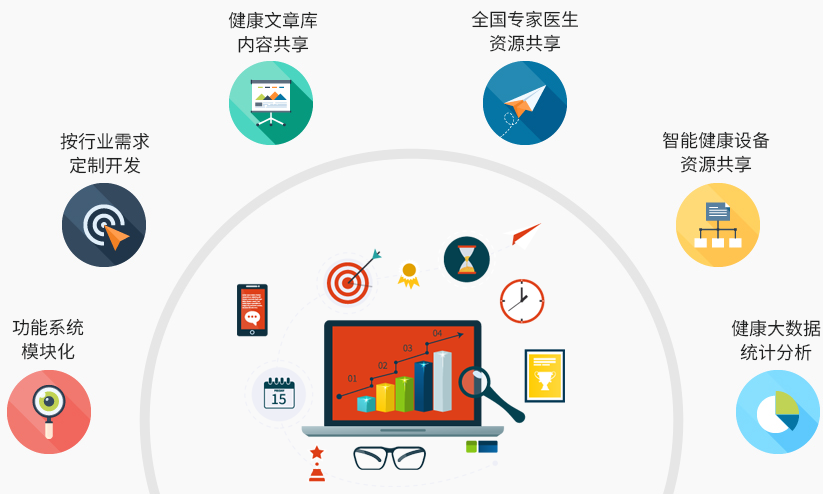 健康文章库
内容共享
全国专家医生
资源共享
按行业需求
定制开发
智能健康设备
资源共享
功能系统
模块化
健康大数据
统计分析
04
03
02
01
15